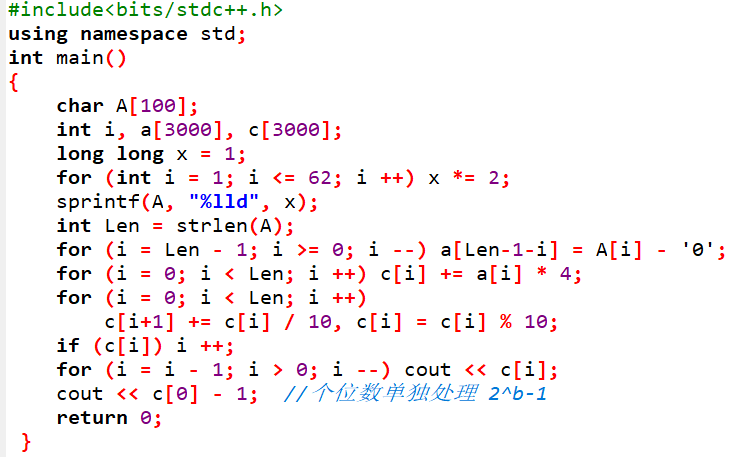 #include<bits/stdc++.h>
using namespace std;
int main()
{
    char A[100];
    int i, a[3000], c[3000];
    long long x = 1;
    for (int i = 1; i <= 62; i ++) x *= 2;
    sprintf(A, "%lld", x);
    int Len = strlen(A);
    for (i = Len - 1; i >= 0; i --) a[Len-1-i] = A[i] - '0';
    for (i = 0; i < Len; i ++) c[i] += a[i] * 4;
    for (i = 0; i < Len; i ++)
        c[i+1] += c[i] / 10, c[i] = c[i] % 10;
    if (c[i]) i ++;
    for (i = i - 1; i > 0; i --) cout << c[i];
    cout << c[0] - 1;  //个位数单独处理 2^b-1
    return 0;
}